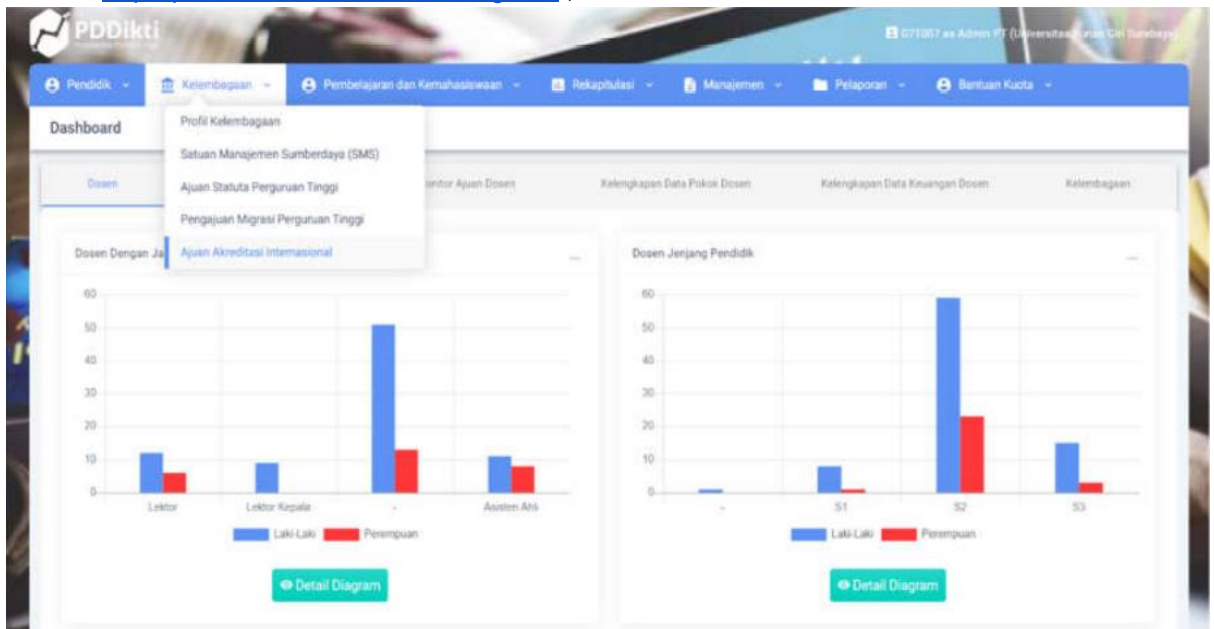 PDDikti
071007 as Admin PT (Universitas Sunan Giri Surabaya)
Pendidik
Kelembagaan
Pembelajaran dan Kemahasiswaan
Rekapitulasi
Manajemen
Pelaporan
Bantuan Kuota
Dashboard
Profil Kelembagaan
Satuan Manajemen Sumberdaya (SMS)
Ajuan Statuta Perguruan Tinggi
Pengajuan Migrasi Perguruan Tinggi
Ajuan Akreditasi Internasional
Dosen
Ajuan Dosen
Kelengkapan Data Pokok Dosen
Kelengkapan Data Keuangan Dosen
Kelembagaan
Dosen Dengan Ja
...
60
50
40
30
20
10
0
Lektor
Lektor Kepala
-
Asisten Ahli
Laki-Laki
Perempuan
Detail Diagram
Dosen Jenjang Pendidik
...
60
50
40
30
20
10
0
-
S1
S2
S3
Laki-Laki
Perempuan
Detail Diagram